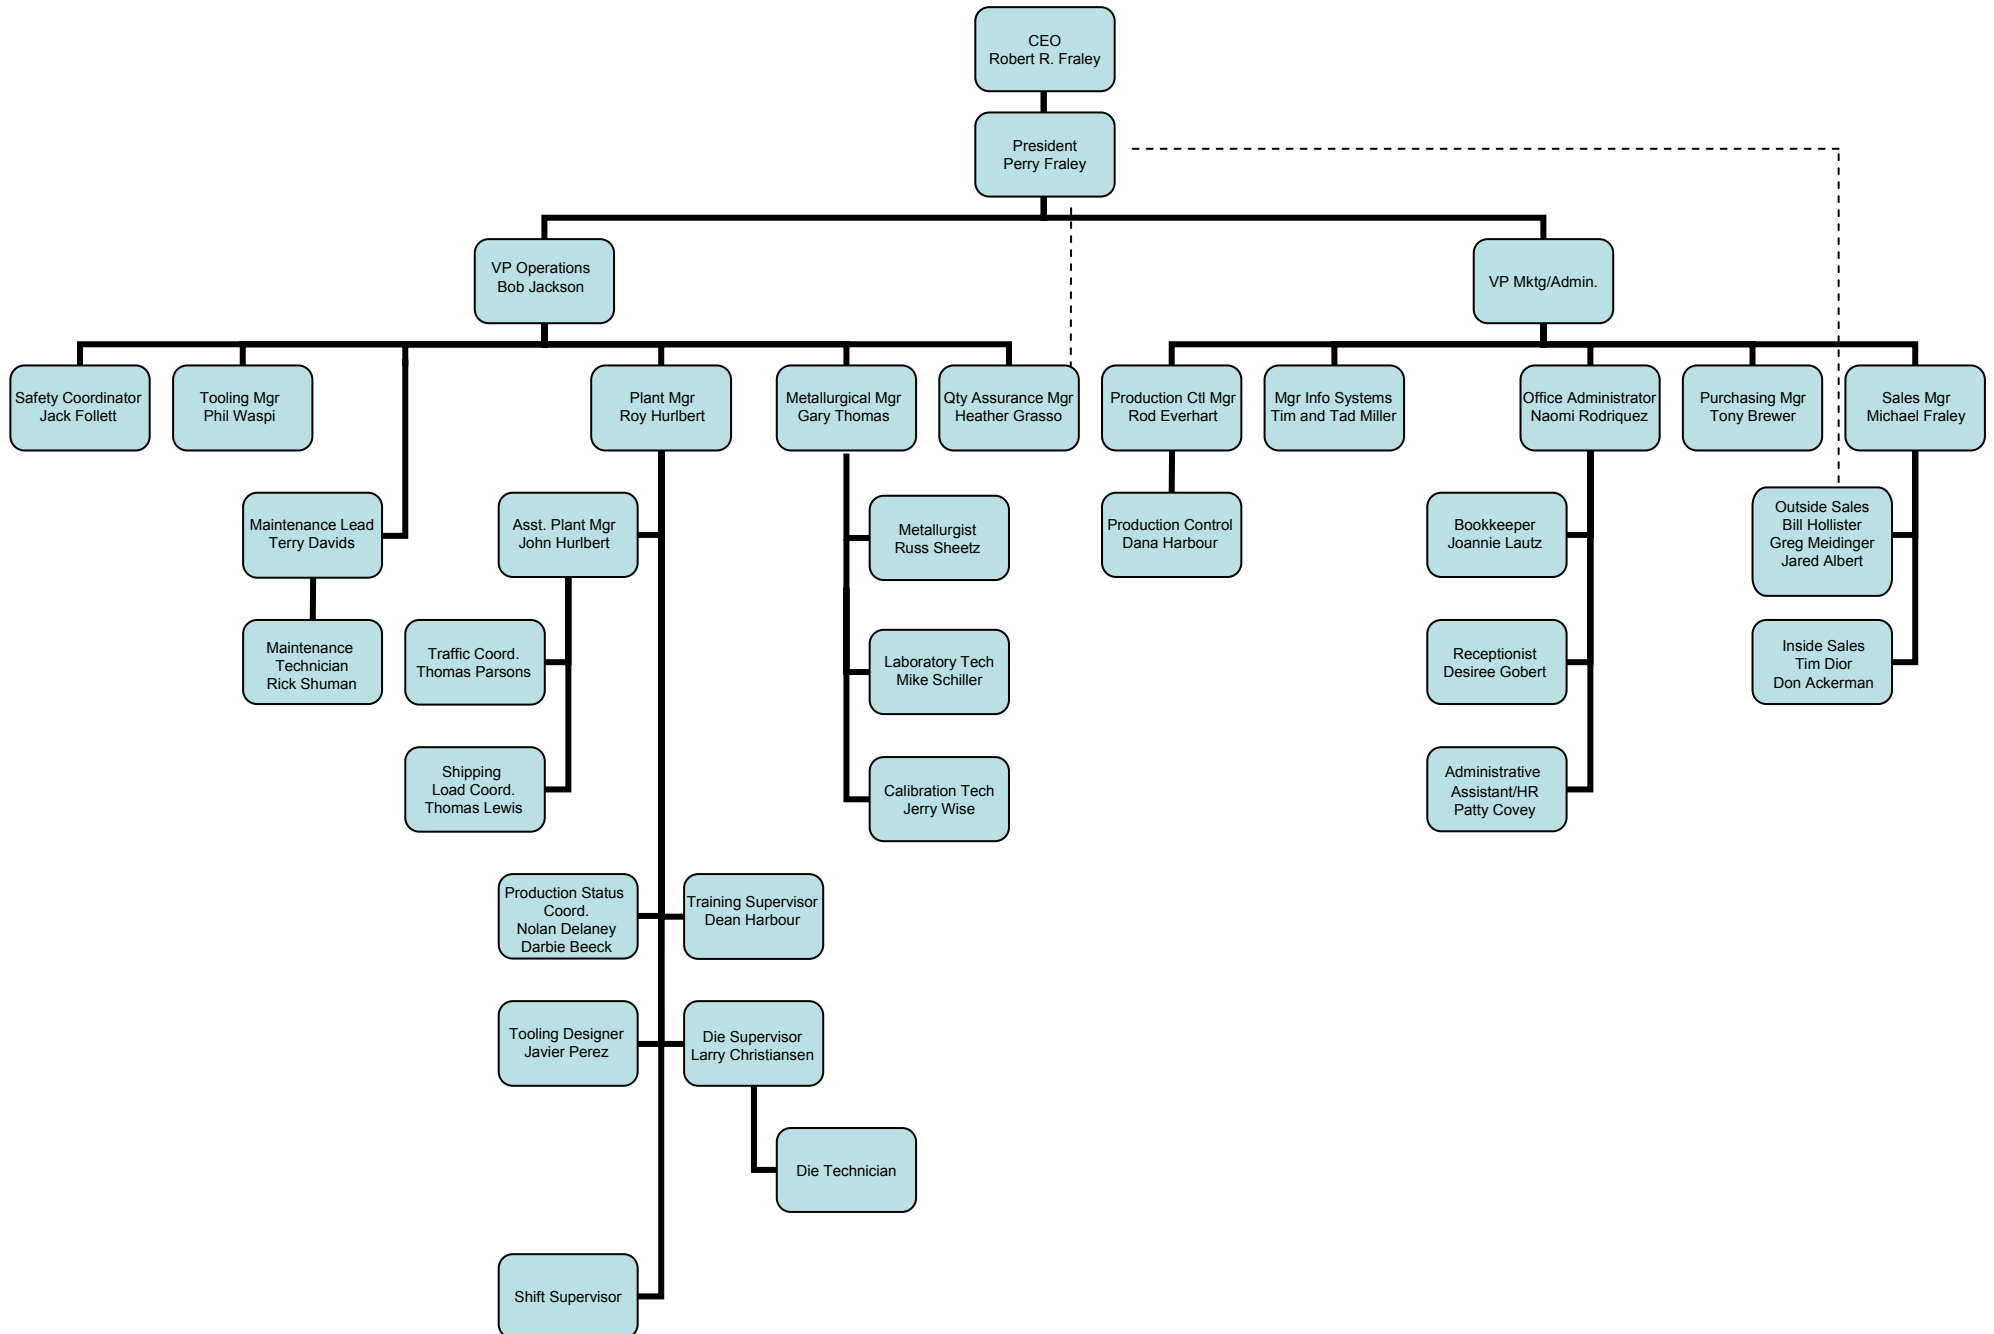 CEO
Robert R. Fraley
President
Perry Fraley
VP Operations
Bob Jackson
VP Mktg/Admin.
Safety Coordinator
Jack Follett
Tooling Mgr
Phil Waspi
Plant Mgr
Roy Hurlbert
Metallurgical Mgr
Gary Thomas
Qty Assurance Mgr
Heather Grasso
Production Ctl Mgr
Rod Everhart
Mgr Info Systems
Tim and Tad Miller
Office Administrator
Naomi Rodriquez
Purchasing Mgr
Tony Brewer
Sales Mgr
Michael Fraley
Maintenance Lead
Terry Davids
Asst. Plant Mgr
John Hurlbert
Metallurgist
Russ Sheetz
Production Control
Dana Harbour
Bookkeeper
Joannie Lautz
Outside Sales
Bill Hollister
Greg Meidinger
Jared Albert
Maintenance
Technician
Rick Shuman
Traffic Coord.
Thomas Parsons
Laboratory Tech
Mike Schiller
Receptionist
Desiree Gobert
Inside Sales
Tim Dior
Don Ackerman
Shipping
Load Coord.
Thomas Lewis
Calibration Tech
Jerry Wise
Administrative
Assistant/HR
Patty Covey
Production Status
Coord.
Nolan Delaney
Darbie Beeck
Training Supervisor
Dean Harbour
Tooling Designer
Javier Perez
Die Supervisor
Larry Christiansen
Die Technician
Shift Supervisor